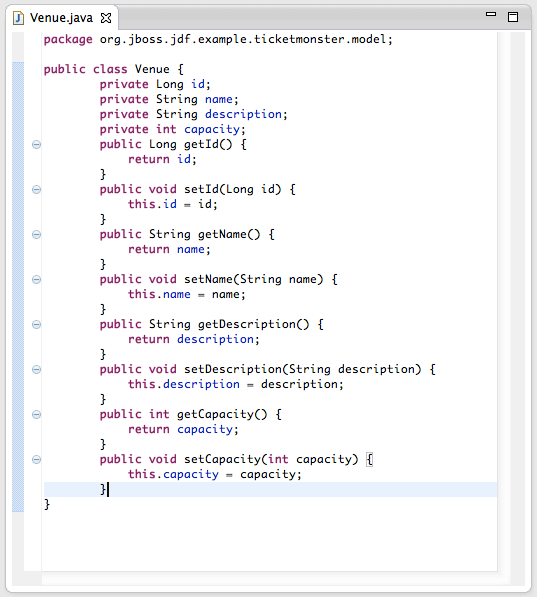 Venue.java
package org.jboss.jdf.example.ticketmonster.model;
public class Venue {
private Long id;
private String name;
private String description;
private int capacity;
public Long getId() {
return id;
}
public void setId(Long id) {
this.id = id;
}
public String getName() {
return name;
}
public void setName(String name) {
this.name = name;
}
public String getDescription() {
return description;
}
public void setDescription(String description) {
this.description = description;
}
public int getCapacity() {
return capacity;
}
public void setCapacity(int capacity) {
this.capacity = capacity;
}
}